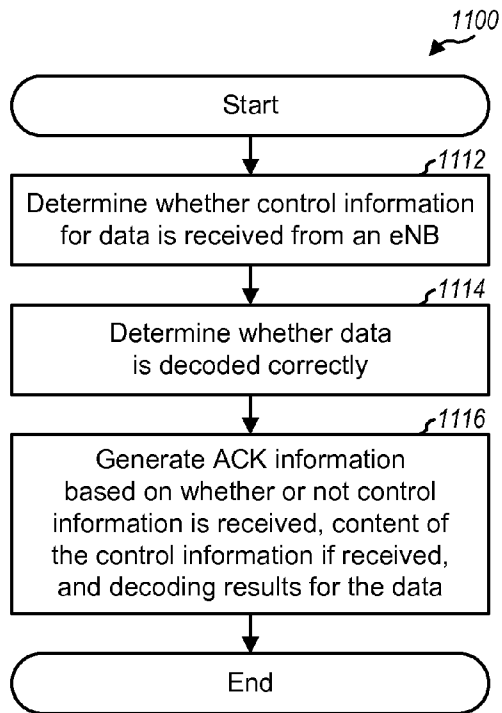 1100
Start
1112
Determine whether control information
for data is received from an eNB
1114
Determine whether data
is decoded correctly
1116
Generate ACK information
based on whether or not control
information is received, content of
the control information if received,
and decoding results for the data
End